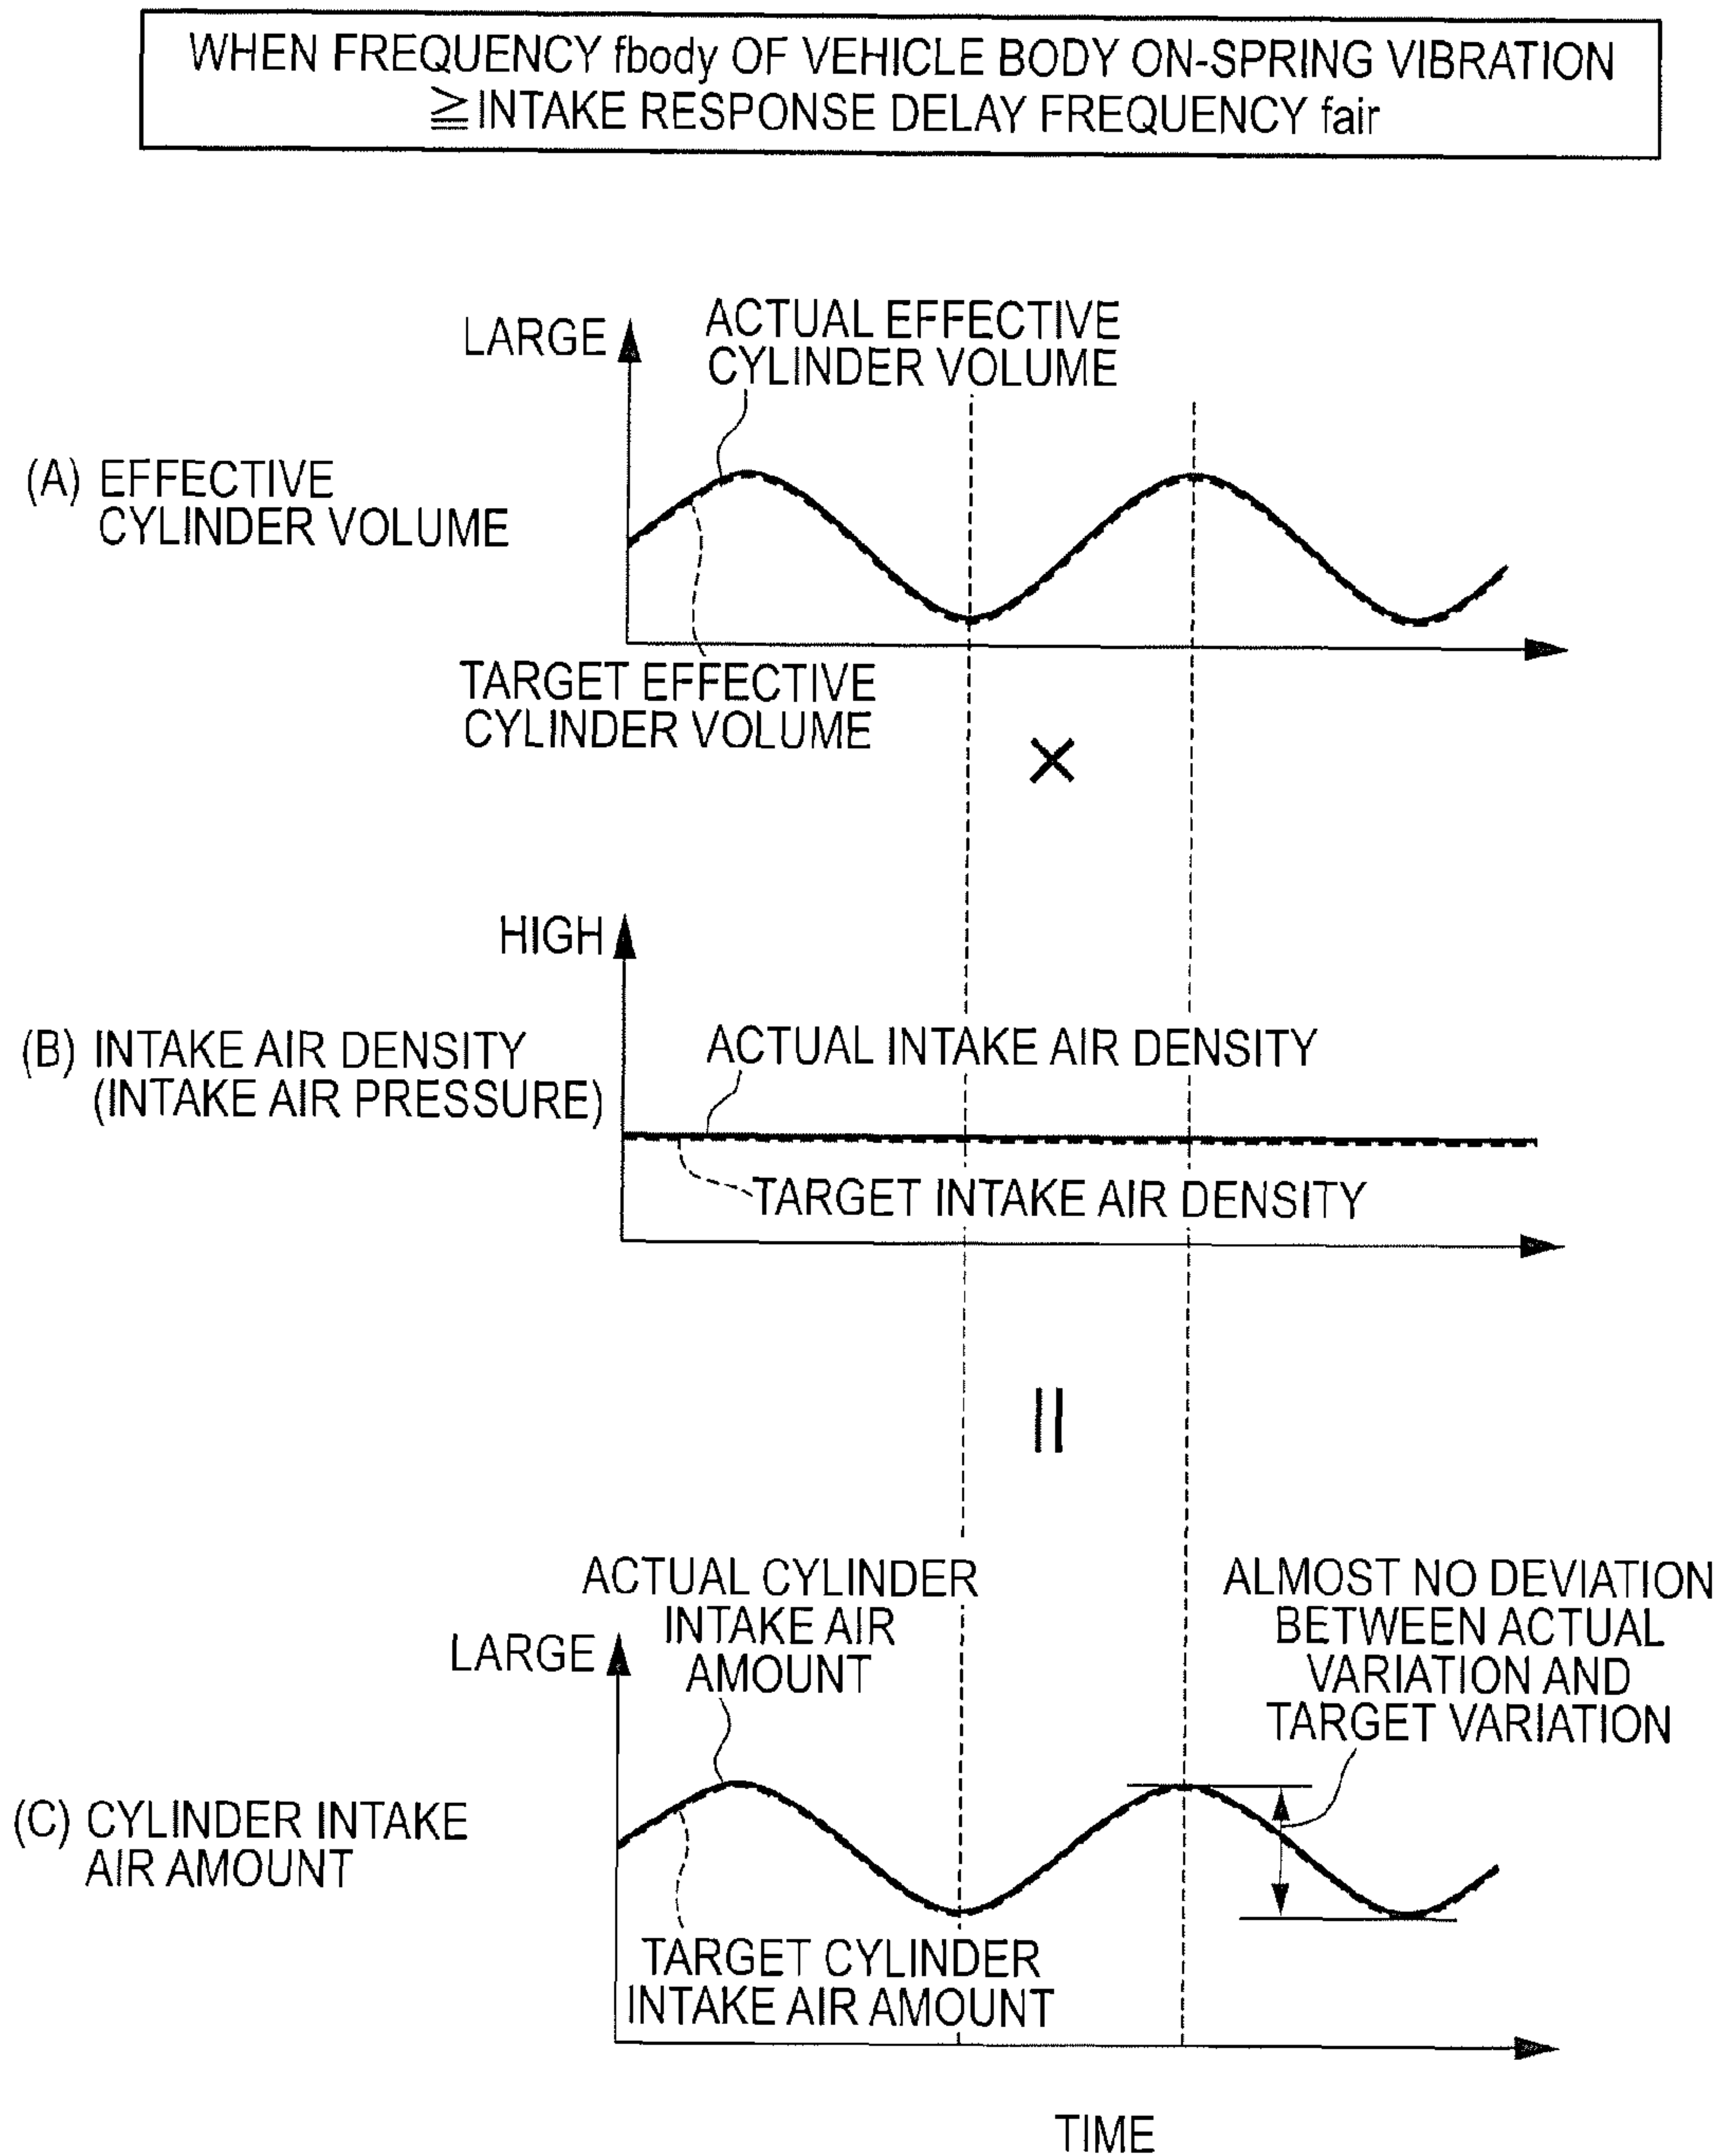 WHEN FREQUENCY fbody OF VEHICLE BODY ON-SPRING VIBRATION
≧INTAKE RESPONSE DELAY FREQUENCY fair
LARGE
ACTUAL EFFECTIVE
CYLINDER VOLUME
(A) EFFECTIVE
CYLINDER VOLUME
TARGET EFFECTIVE
CYLINDER VOLUME
×
HIGH
(B) INTAKE AIR DENSITY
(INTAKE AIR PRESSURE)
ACTUAL INTAKE AIR DENSITY
TARGET INTAKE AIR DENSITY
=
ACTUAL CYLINDER
INTAKE AIR
AMOUNT
LARGE
ALMOST NO DEVIATION
BETWEEN ACTUAL
VARIATION AND
TARGET VARIATION
(C) CYLINDER INTAKE
AIR AMOUNT
TARGET CYLINDER
INTAKE AIR AMOUNT
TIME